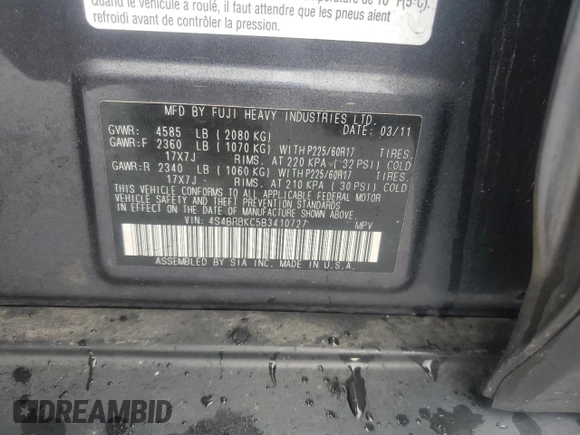 Quand le véhicule a roulé, il faut attendre que les pneus aient
refroidi avant de contrôler la pression.
MFD BY FUJI HEAVY INDUSTRIES LTD.
DATE: 03/11
GVWR: 4585 LB ( 2080 KG)
GAWR:F 2360 LB ( 1070 KG) WITH P225/60R17 TIRES.
17X7J RIMS. AT 220 KPA ( 32 PSI) COLD
GAWR:R 2340 LB ( 1060 KG) WITH P225/60R17 TIRES.
17X7J RIMS. AT 210 KPA ( 30 PSI) COLD
THIS VEHICLE CONFORMS TO ALL APPLICABLE FEDERAL MOTOR
VEHICLE SAFETY AND THEFT PREVENTION STANDARDS
IN EFFECT ON THE DATE OF MANUFACTURE SHOWN ABOVE.
VIN: 4S4BRBKC5B3410727 MPV
ASSEMBLED BY SIA INC. MADE IN U.S.A.
DREAMBID